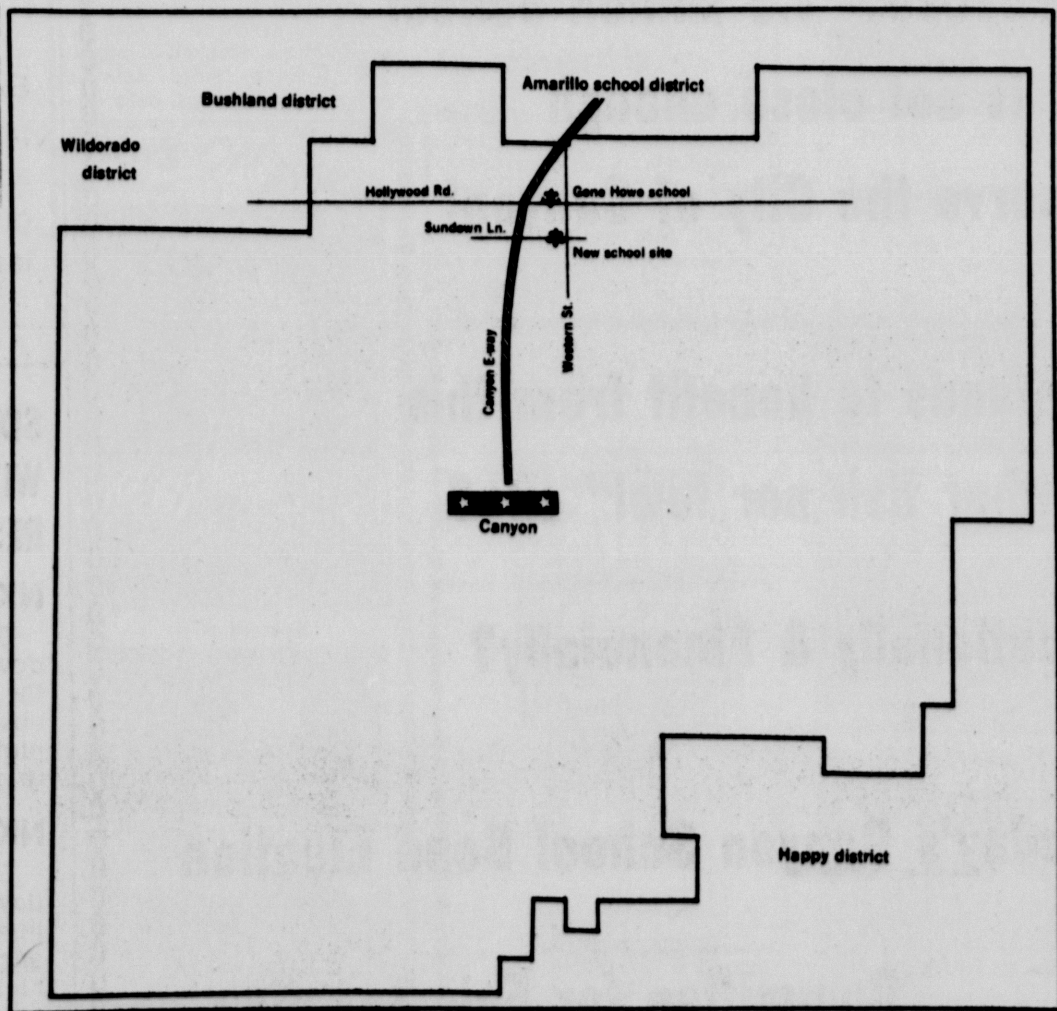 Amarillo school district
Bushland district
Wildorado
district
Hollywood Rd.
Gene Howe school
Sundown Ln.
New school site
Western St.
Canyon E-way
Canyon
Happy district